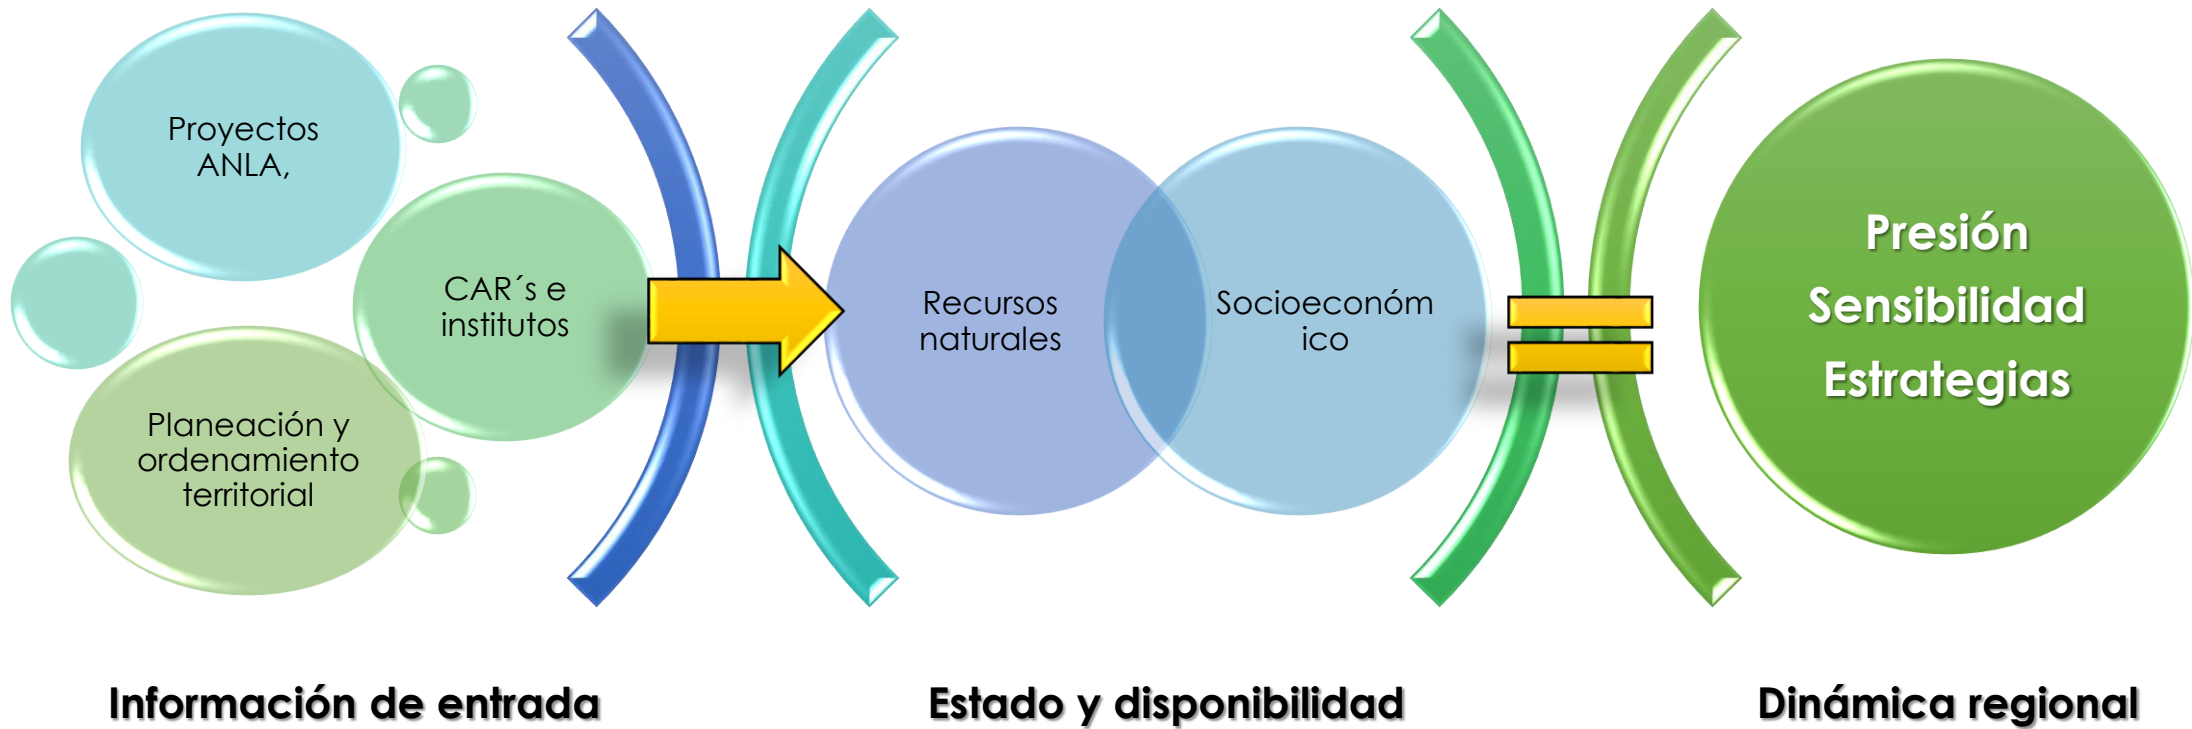 Proyectos
ANLA,
CAR´s e
institutos
Planeación y
ordenamiento
territorial
Recursos
naturales
Socioeconóm
ico
Presión
Sensibilidad
Estrategias
Información de entrada
Estado y disponibilidad
Dinámica regional